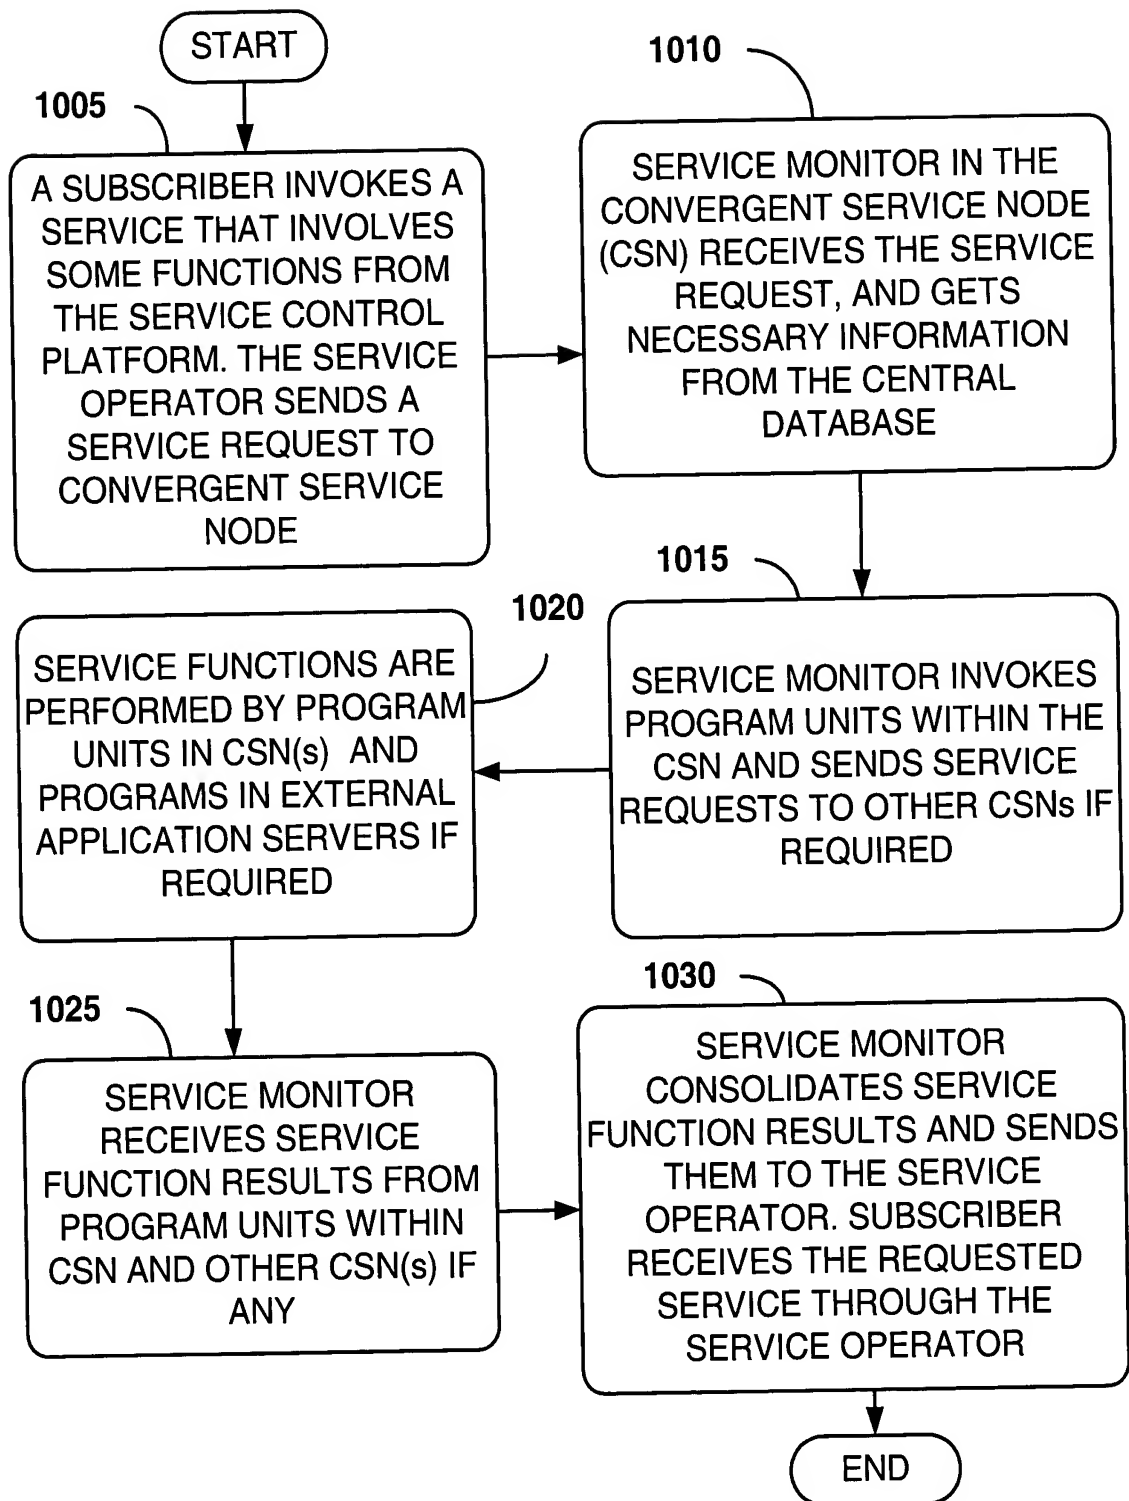 START
1005
A SUBSCRIBER INVOKES A
SERVICE THAT INVOLVES
SOME FUNCTIONS FROM
THE SERVICE CONTROL
PLATFORM. THE SERVICE
OPERATOR SENDS A
SERVICE REQUEST TO
CONVERGENT SERVICE
NODE
1010
SERVICE MONITOR IN THE
CONVERGENT SERVICE NODE
(CSN) RECEIVES THE SERVICE
REQUEST, AND GETS
NECESSARY INFORMATION
FROM THE CENTRAL
DATABASE
1015
SERVICE MONITOR INVOKES
PROGRAM UNITS WITHIN THE
CSN AND SENDS SERVICE
REQUESTS TO OTHER CSNs IF
REQUIRED
1020
SERVICE FUNCTIONS ARE
PERFORMED BY PROGRAM
UNITS IN CSN(s) AND
PROGRAMS IN EXTERNAL
APPLICATION SERVERS IF
REQUIRED
1025
SERVICE MONITOR
RECEIVES SERVICE
FUNCTION RESULTS FROM
PROGRAM UNITS WITHIN
CSN AND OTHER CSN(s) IF
ANY
1030
SERVICE MONITOR
CONSOLIDATES SERVICE
FUNCTION RESULTS AND SENDS
THEM TO THE SERVICE
OPERATOR. SUBSCRIBER
RECEIVES THE REQUESTED
SERVICE THROUGH THE
SERVICE OPERATOR
END